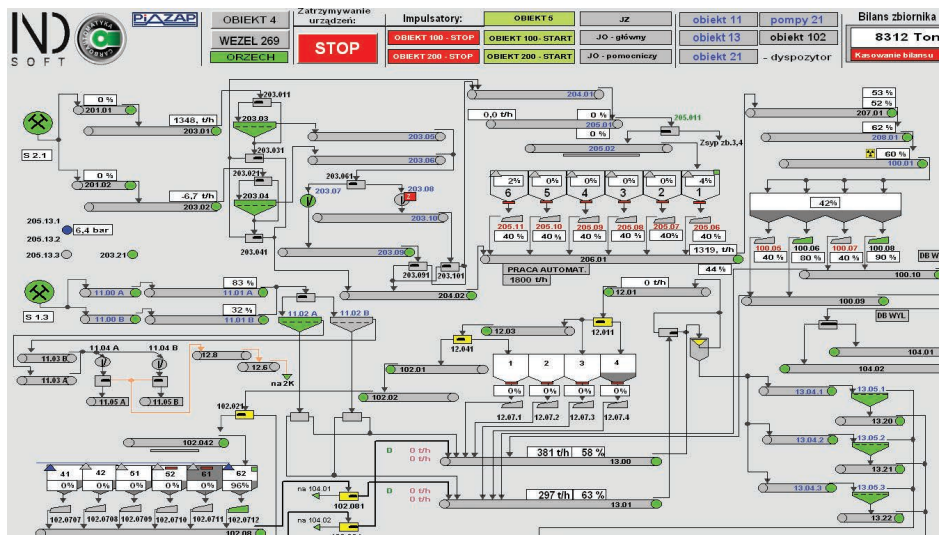 ND
SOFT
AUTOMATYKA
PiAZAP
OBIEKT 4
WEZEL 269
ORZECH
Zatrzymywanie
urządzeń:
STOP
Impulsatory:
OBIEKT 5
JZ
OBIEKT 100 - STOP
OBIEKT 100- START
JO - główny
OBIEKT 200 - STOP
OBIEKT 200 - START
JO - pomocniczy
obiekt 11
pompy 21
obiekt 13
obiekt 102
obiekt 21
- dyspozytor
Bilans zbiornika
8312 Ton
Kasowanie bilansu
0 %
201.01
1348, t/h
203.01
S 2.1
0 %
201.02
-6,7 t/h
203.02
205.13.1
6,4 bar
205.13.2
205.13.3
203.21
203.011
203.03
203.031
203.021
203.04
203.041
203.05
203.06
203.061
203.07
203.08
2
203.10
203.09
203.091
203.101
204.02
204.01
0,0 t/h
0 %
205.01
0 %
205.011
205.02
Zsyp zb.3,4
2%
0%
0%
0%
0%
4%
6
5
4
3
2
1
205.11
205.10
205.09
205.08
205.07
205.06
40 %
40 %
40 %
40 %
40%
40 %
1319, t/h
206.01
44 %
PRACA AUTOMAT.
1800 t/h
53 %
52 %
207.01
62 %
208.01
60 %
100.01
42%
100.05
100.06
100.07
100.08
40 %
80 %
40 %
90 %
DB WY
100.10
100.09
DB WYL
104.01
104.02
S 1.3
83 %
11.00 A
11.01 A
32 %
11.00 B
11.01 B
11.02 A
11.02 B
11.04 A
11.04 B
11.03 B
11.03 A
11.05 A
11.05 B
12.8
12.6
na 2K
0 t/h
12.01
12.011
12.03
12.041
102.01
102.02
1
2
3
4
12.07.1
12.07.2
12.07.3
12.07.4
102.021
102.042
41
42
51
52
61
62
0%
0%
0%
0%
0%
96%
102.0707
102.0708
102.0709
102.0710
102.0711
102.0712
102.08
D
0 t/h
0 t/h
381 t/h
58 %
13.00
na 104.01
102.081
D
0 t/h
0 t/h
297 t/h
63 %
13.01
na 104.02
13.04.1
13.05.1
13.20
13.04.2
13.05.2
13.21
13.04.3
13.05.3
13.22